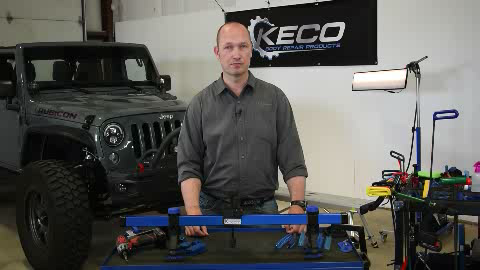 KECO
BODY REPAIR PRODUCTS
Jeep
RUBICON